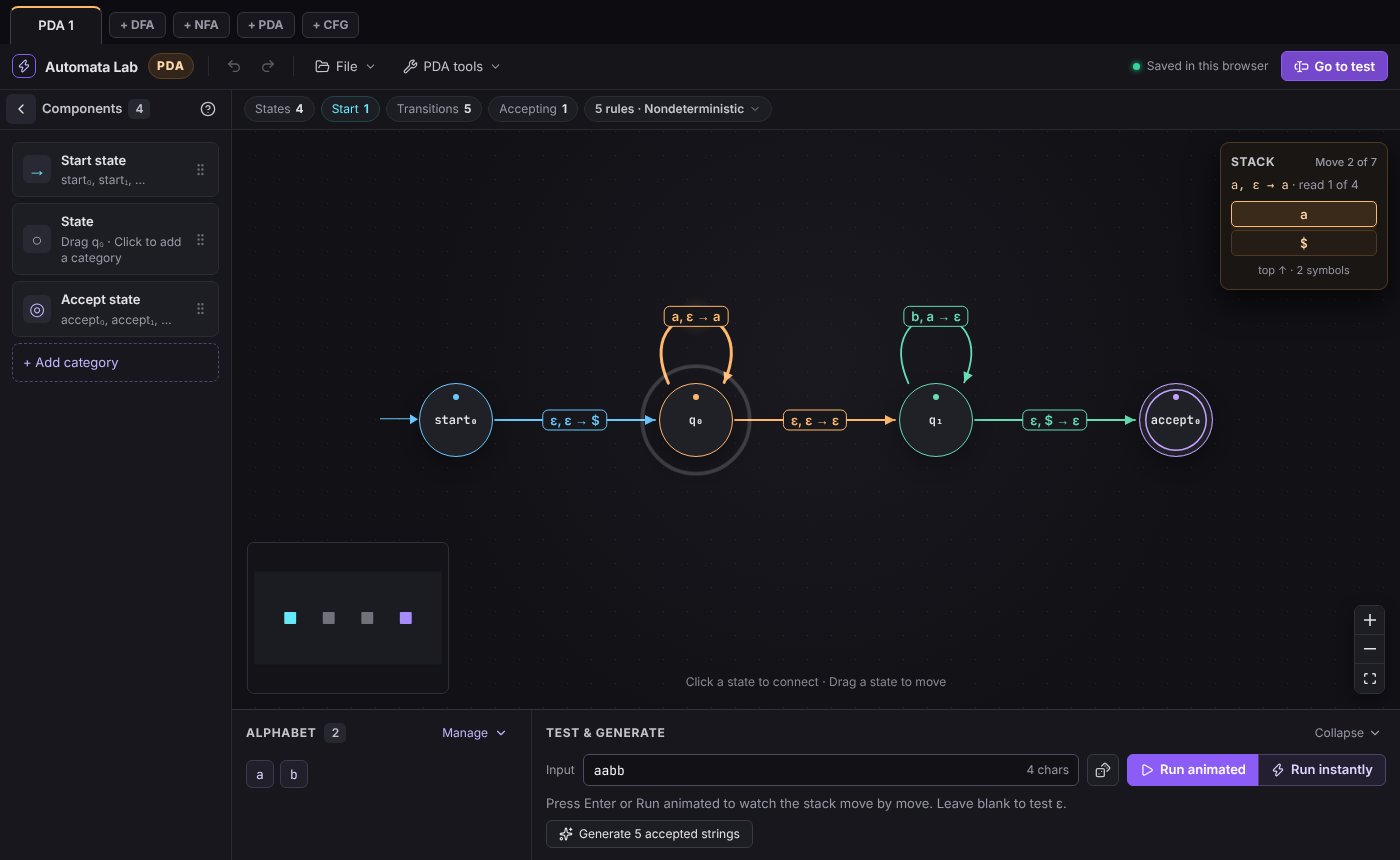 PDA 1
+ DFA
+ NFA
+ PDA
+ CFG
Automata Lab
PDA
File
PDA tools
Saved in this browser
Go to test
Components 4
States 4
Start 1
Transitions 5
Accepting 1
5 rules · Nondeterministic
Start state
start₀, start₁, ...
State
Drag q₀ · Click to add
a category
Accept state
accept₀, accept₁, ...
+ Add category
STACK
Move 2 of 7
a, ε → a · read 1 of 4
a
$
top ↑ · 2 symbols
a, ε → a
b, a → ε
start₀
ε, ε → $
q₀
ε, ε → ε
q₁
ε, $ → ε
accept₀
Click a state to connect · Drag a state to move
ALPHABET 2
Manage
a
b
TEST & GENERATE
Collapse
Input
aabb
4 chars
Run animated
Run instantly
Press Enter or Run animated to watch the stack move by move. Leave blank to test ε.
Generate 5 accepted strings